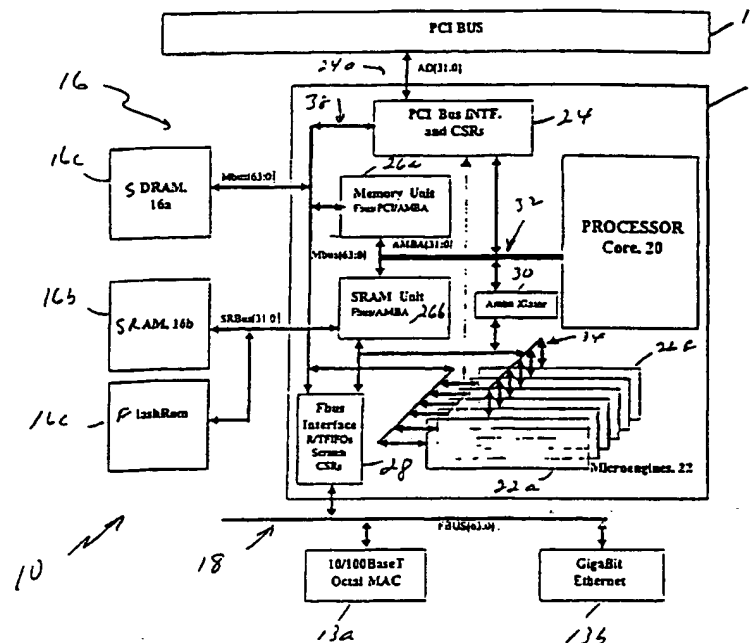 PCI BUS
1
16
240
AD[31:0]
38
PCI Bus INTF.
and CSRs
24
16c
SDRAM.
16a
Mbus(63:0)
26a
Memory Unit
Fbus/PCI/AMBA
Mbus(63:0)
AMBA(31:0)
32
PROCESSOR
Core. 20
30
16b
SRAM. 16b
SRBus(31:0)
SRAM Unit
Fbus/AMBA
26b
34
16c
FlashRom
Fbus
Interface
R/TFIFOs
CSRs
28
22a
Microengines. 22
10
18
FBUS(63:0)
10/100BaseT
Octal MAC
GigaBit
Ethernet
13a
13b